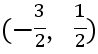 (-3/2, 1/2)